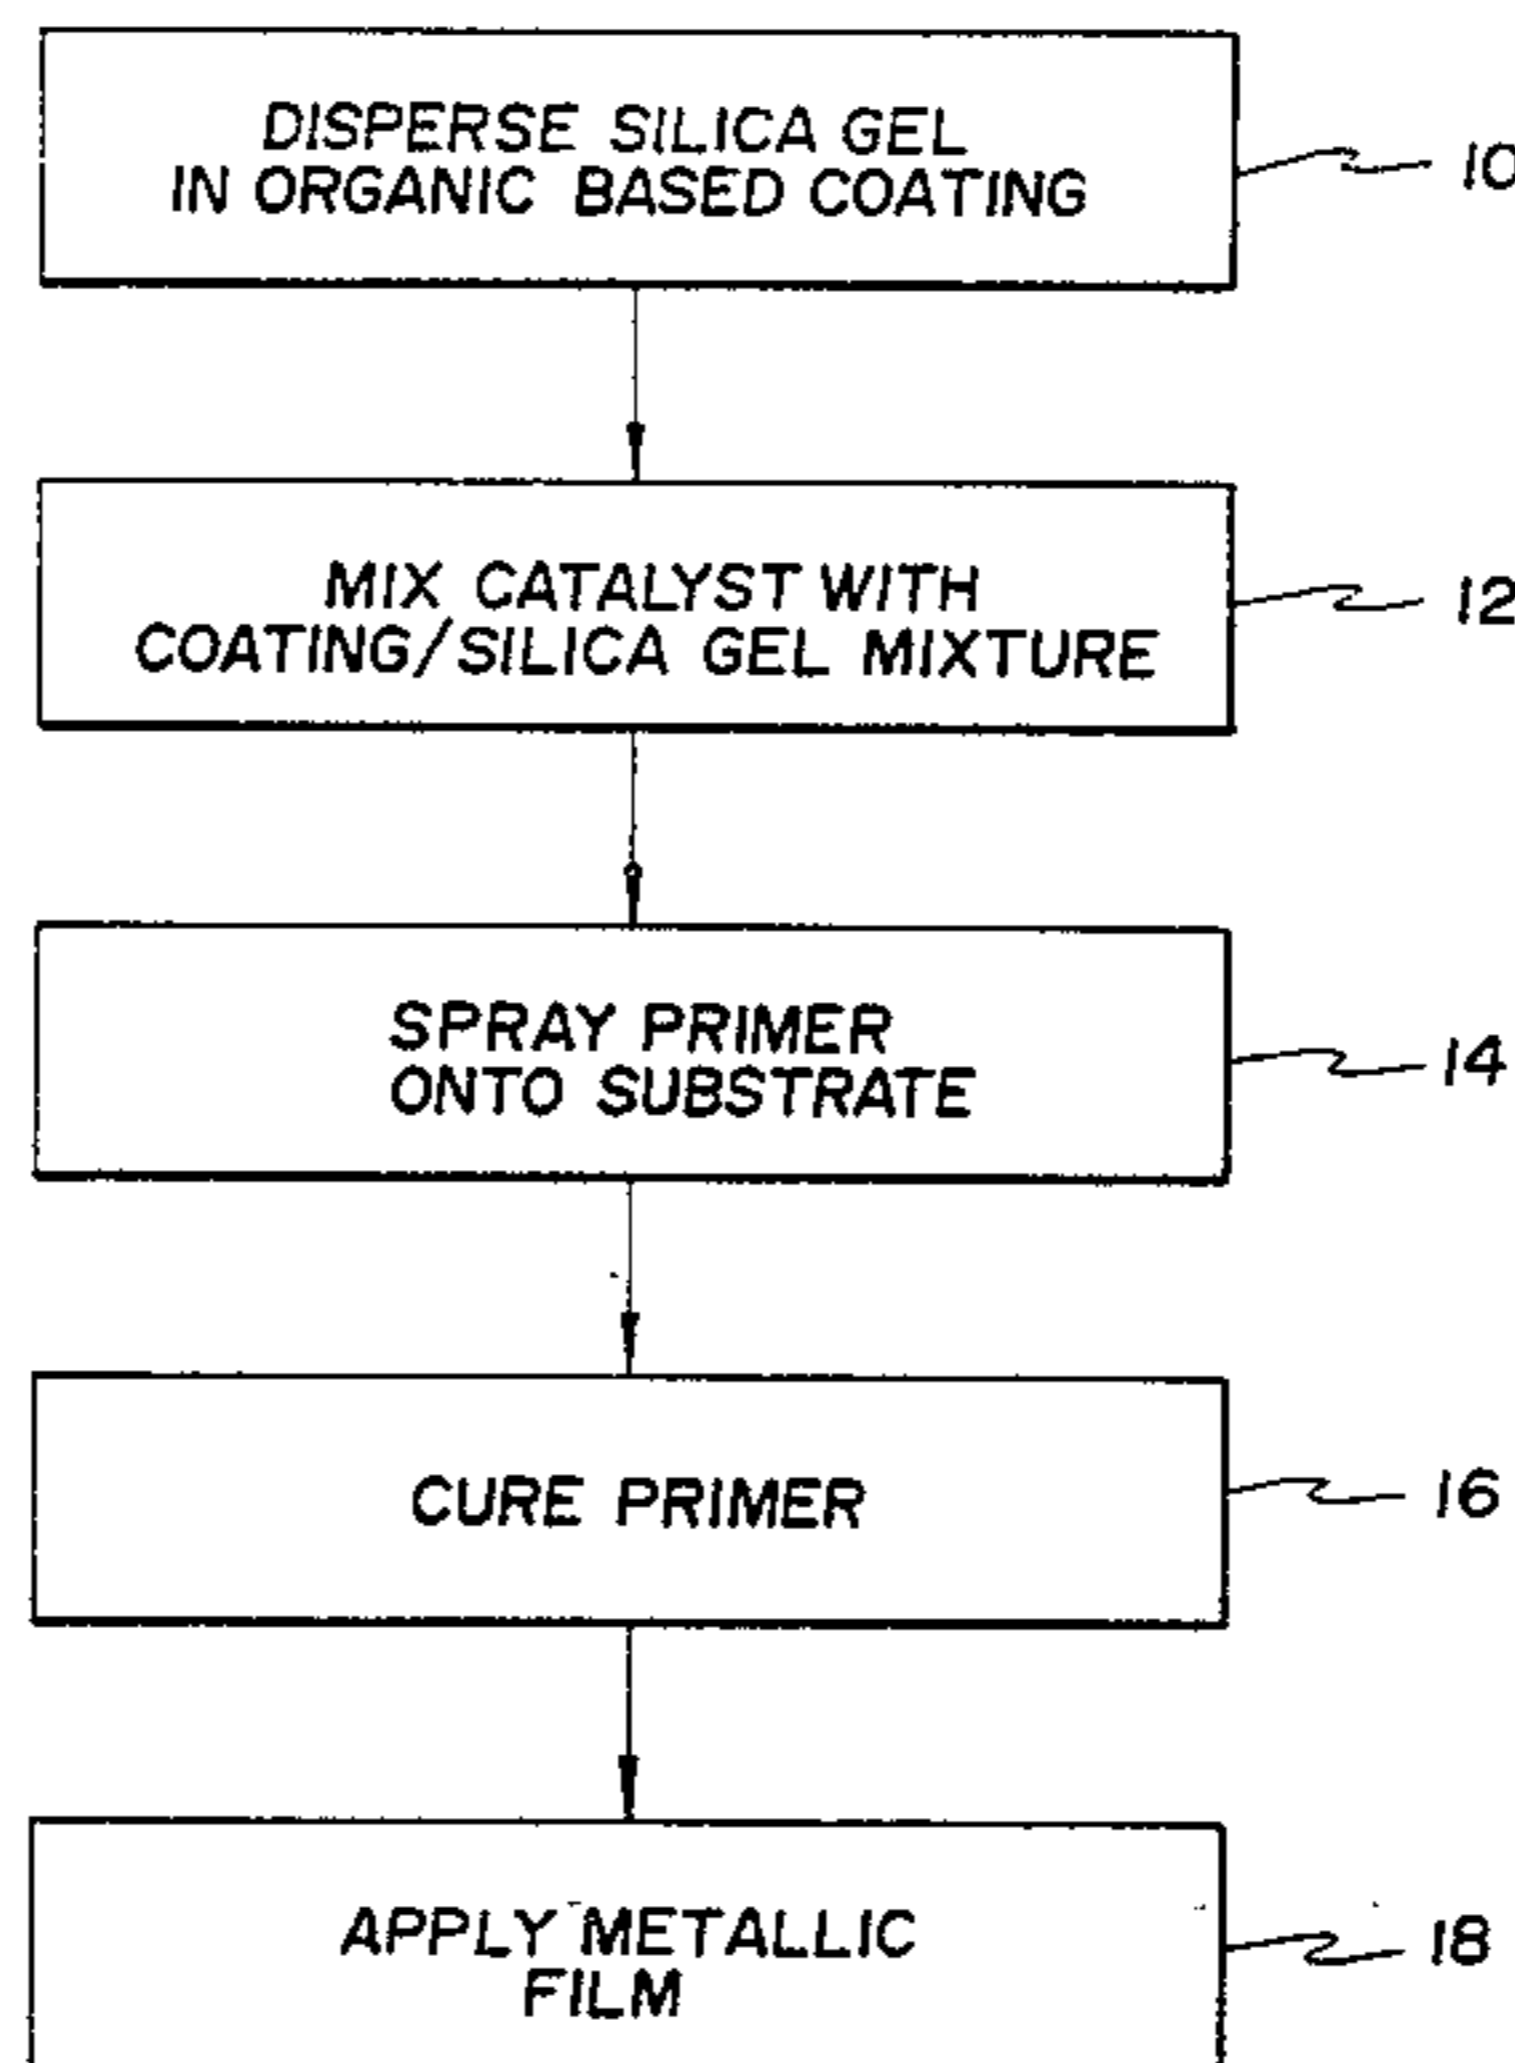 DISPERSE SILICA GEL
IN ORGANIC BASED COATING
10
MIX CATALYST WITH
COATING/SILICA GEL MIXTURE
12
SPRAY PRIMER
ONTO SUBSTRATE
14
CURE PRIMER
16
APPLY METALLIC
FILM
18